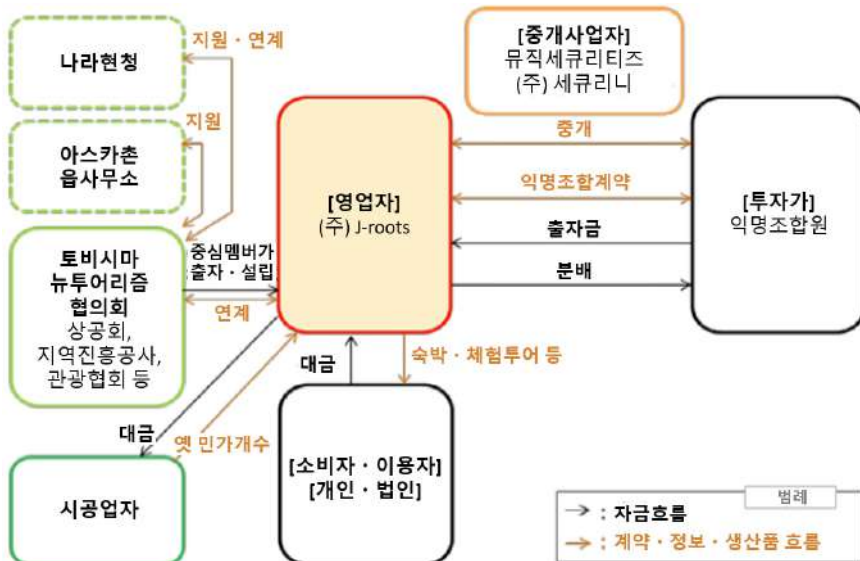 나라현청
지원・연계
지원
아스카촌
읍사무소
토비시마
뉴투어리즘
협의회
상공회,
지역진흥공사,
관광협회 등
중심멤버가
출자・설립
연계
[영업자]
(주) J-roots
[중개사업자]
뮤직세큐리티즈
(주) 세큐리니
중개
익명조합계약
출자금
분배
[투자가]
익명조합원
대금
숙박・체험투어 등
대금
옛 민가개수
시공업자
[소비자・이용자]
[개인・법인]
범례
: 자금흐름
: 계약・정보・생산품 흐름